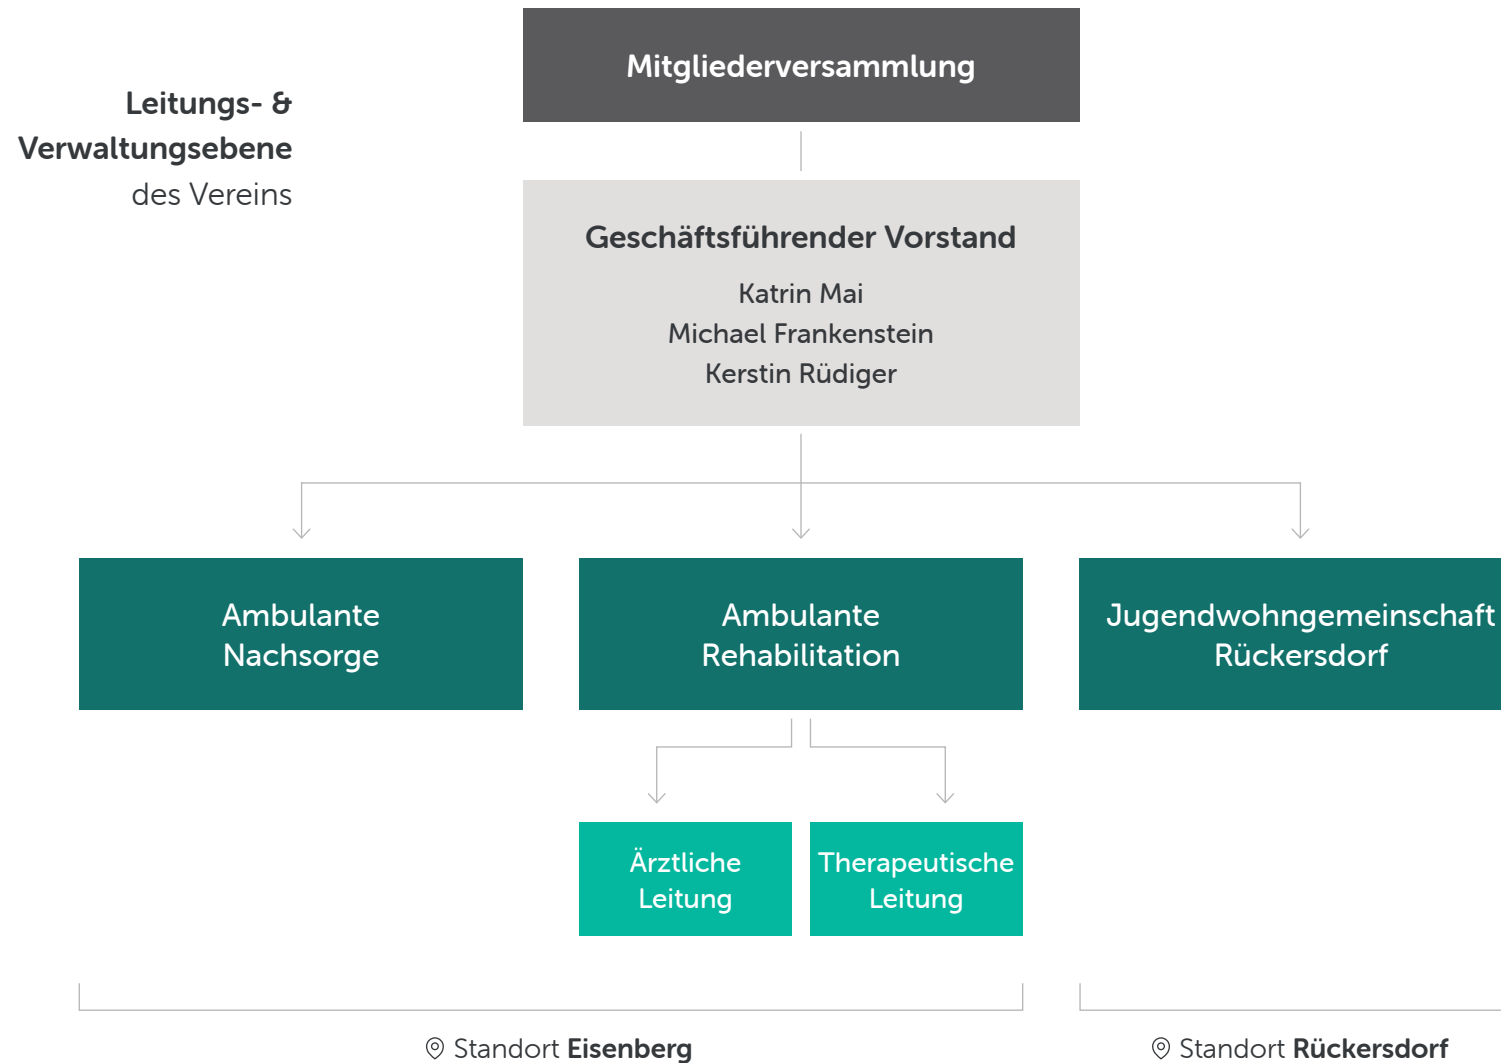 Mitgliederversammlung
Leitungs- &
Verwaltungsebene
des Vereins
Geschäftsführender Vorstand
Katrin Mai
Michael Frankenstein
Kerstin Rüdiger
Ambulante
Nachsorge
Ambulante
Rehabilitation
Jugendwohngemeinschaft
Rückersdorf
Ärztliche
Leitung
Therapeutische
Leitung
Standort Eisenberg
Standort Rückersdorf